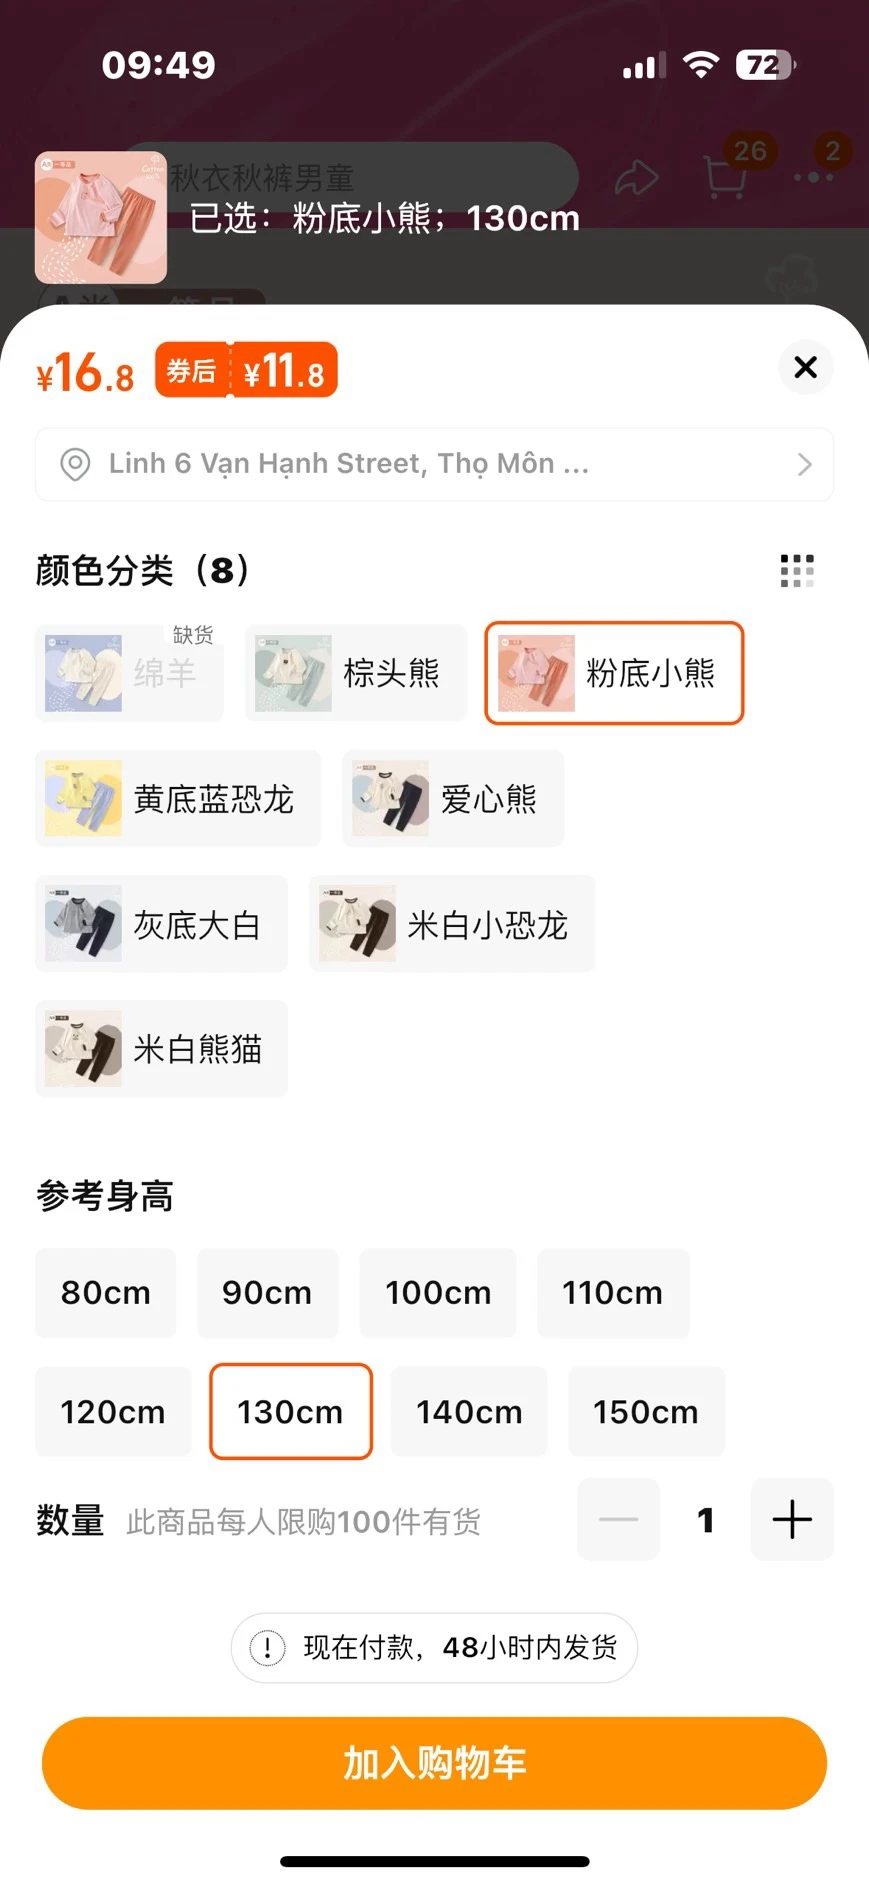 09:49
72
秋衣秋裤男童
26
2
已选：粉底小熊；130cm
¥16.8
券后 ¥11.8
Linh 6 Vạn Hạnh Street, Thọ Môn ...
颜色分类（8）
缺货
绵羊
棕头熊
粉底小熊
黄底蓝恐龙
爱心熊
灰底大白
米白小恐龙
米白熊猫
参考身高
80cm
90cm
100cm
110cm
120cm
130cm
140cm
150cm
数量 此商品每人限购100件有货
1
现在付款，48小时内发货
加入购物车